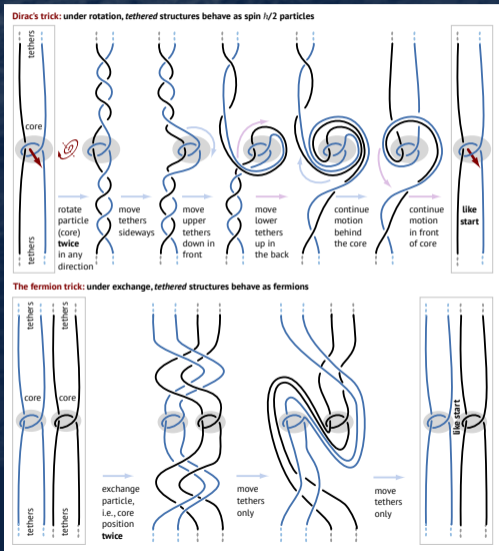 Dirac's trick: under rotation, tethered structures behave as spin ℏ/2 particles
tethers
core
tethers
rotate
particle
(core)
twice
in any
direction
move
tethers
sideways
move
upper
tethers
down in
front
move
lower
tethers
up in
the back
continue
motion
behind
the core
continue
motion
in front
of core
like
start
The fermion trick: under exchange, tethered structures behave as fermions
tethers
tethers
core
core
tethers
tethers
exchange
particle,
i.e., core
position
twice
move
tethers
only
move
tethers
only
like start